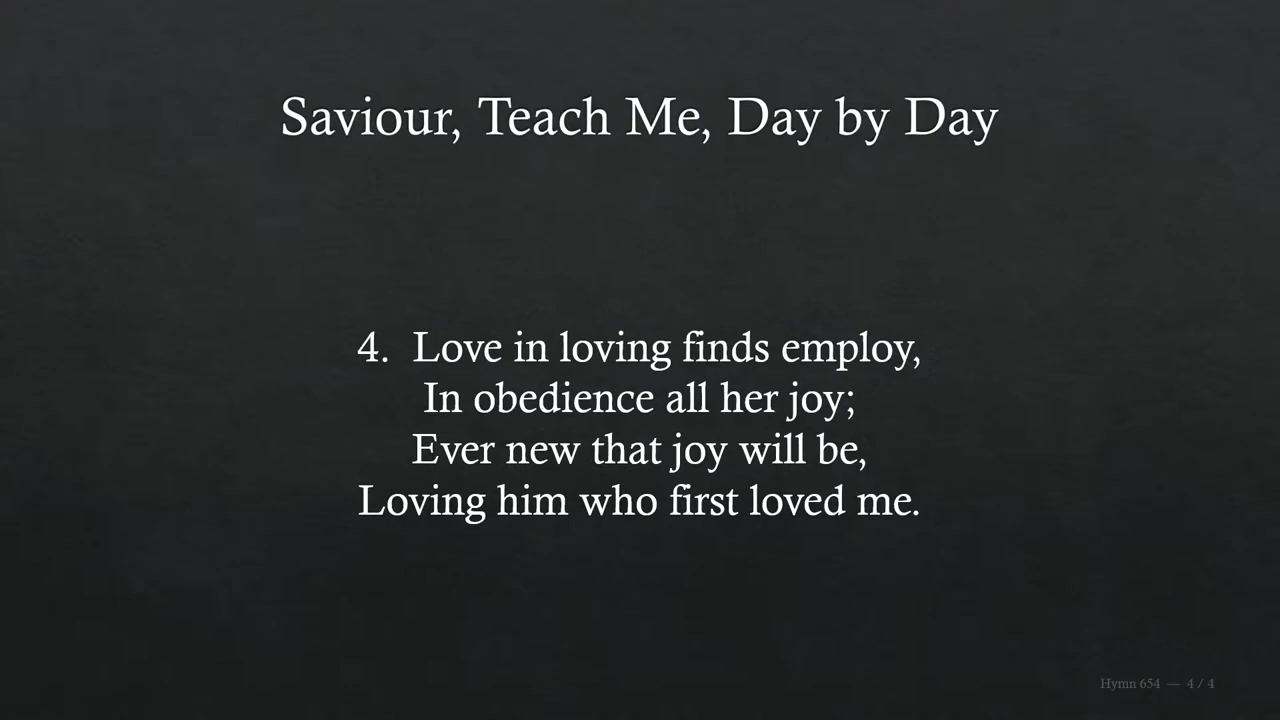 Saviour, Teach Me, Day by Day
4. Love in loving finds employ,
In obedience all her joy;
Ever new that joy will be,
Loving him who first loved me.
Hymn 654 — 4 / 4